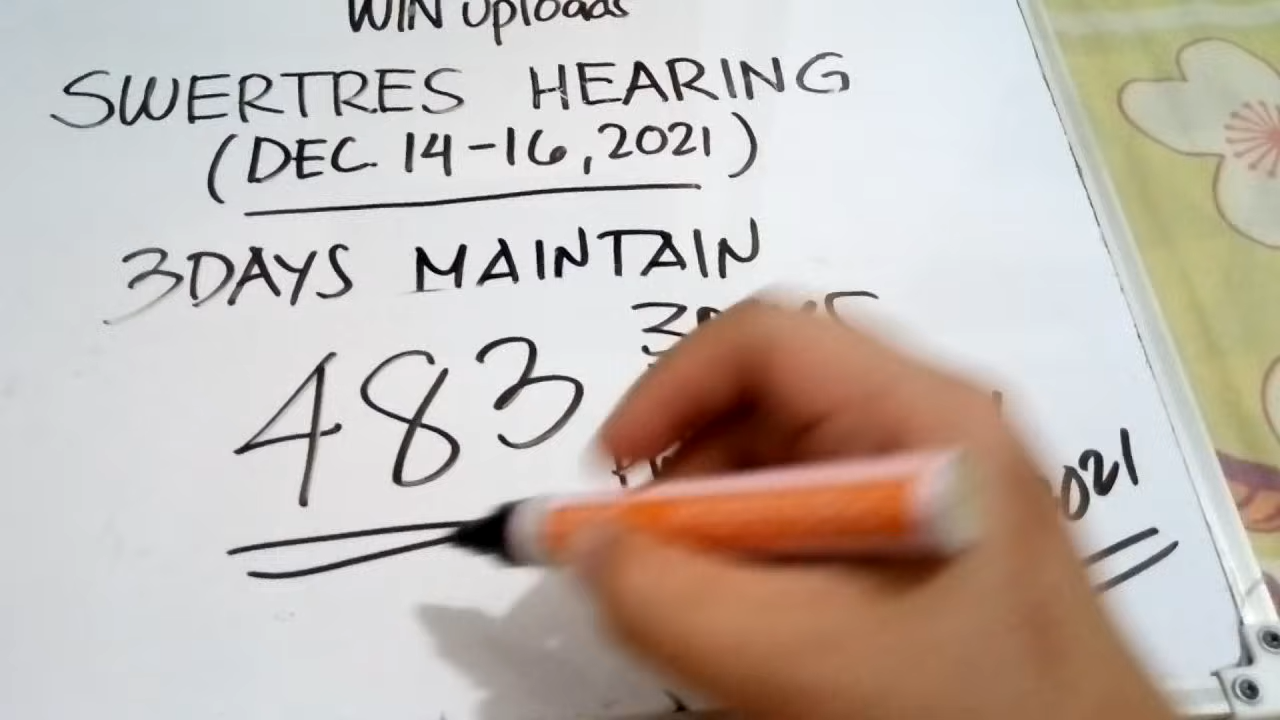 WIN uploads
SWERTRES HEARING
(DEC. 14-16, 2021)
3DAYS MAINTAIN
483